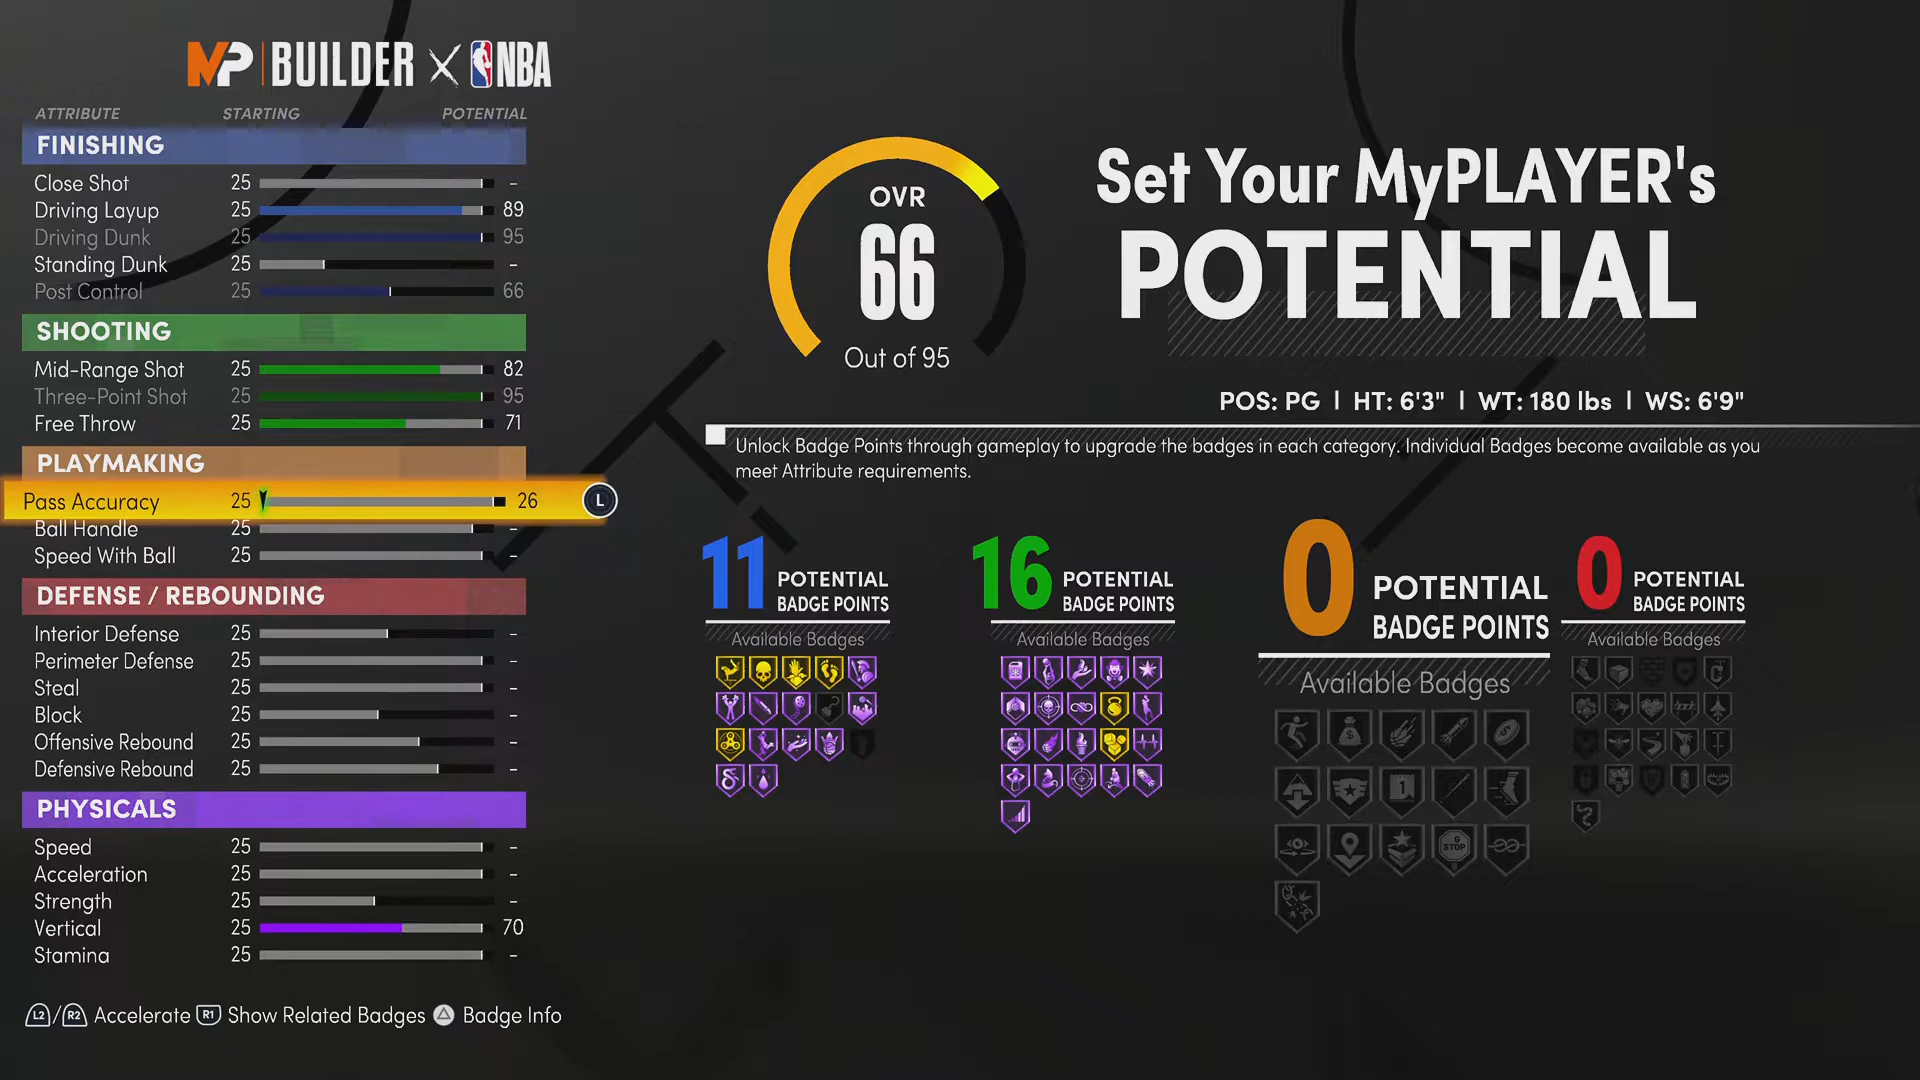 MP | BUILDER X NBA
ATTRIBUTE STARTING POTENTIAL
FINISHING
Close Shot 25 -
Driving Layup 25 89
Driving Dunk 25 95
Standing Dunk 25 -
Post Control 25 66
SHOOTING
Mid-Range Shot 25 82
Three-Point Shot 25 95
Free Throw 25 71
PLAYMAKING
Pass Accuracy 25 26 L
Ball Handle 25 -
Speed With Ball 25 -
DEFENSE / REBOUNDING
Interior Defense 25 -
Perimeter Defense 25 -
Steal 25 -
Block 25 -
Offensive Rebound 25 -
Defensive Rebound 25 -
PHYSICALS
Speed 25 -
Acceleration 25 -
Strength 25 -
Vertical 25 70
Stamina 25 -
L2/R2 Accelerate R1 Show Related Badges Badge Info
OVR
66
Out of 95
Set Your MyPLAYER's
POTENTIAL
POS: PG | HT: 6'3" | WT: 180 lbs | WS: 6'9"
Unlock Badge Points through gameplay to upgrade the badges in each category. Individual Badges become available as you
meet Attribute requirements.
11 POTENTIAL
BADGE POINTS
Available Badges
16 POTENTIAL
BADGE POINTS
Available Badges
0 POTENTIAL
BADGE POINTS
Available Badges
1
STOP
0 POTENTIAL
BADGE POINTS
Available Badges